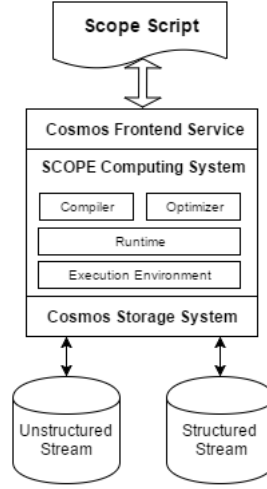 Scope Script
Cosmos Frontend Service
SCOPE Computing System
Compiler
Optimizer
Runtime
Execution Environment
Cosmos Storage System
Unstructured
Stream
Structured
Stream